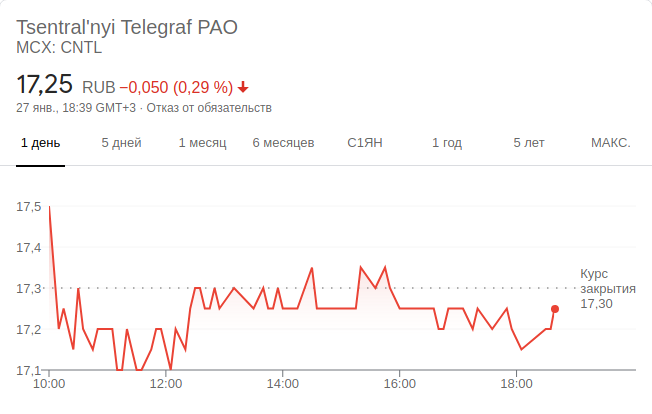 Tsentral'nyi Telegraf PAO
MCX: CNTL
17,25 RUB −0,050 (0,29 %)
27 янв., 18:39 GMT+3 · Отказ от обязательств
1 день 5 дней 1 месяц 6 месяцев С1ЯН 1 год 5 лет МАКС.
17,5
17,4
17,3
17,2
17,1
Курс
закрытия
17,30
10:00 12:00 14:00 16:00 18:00